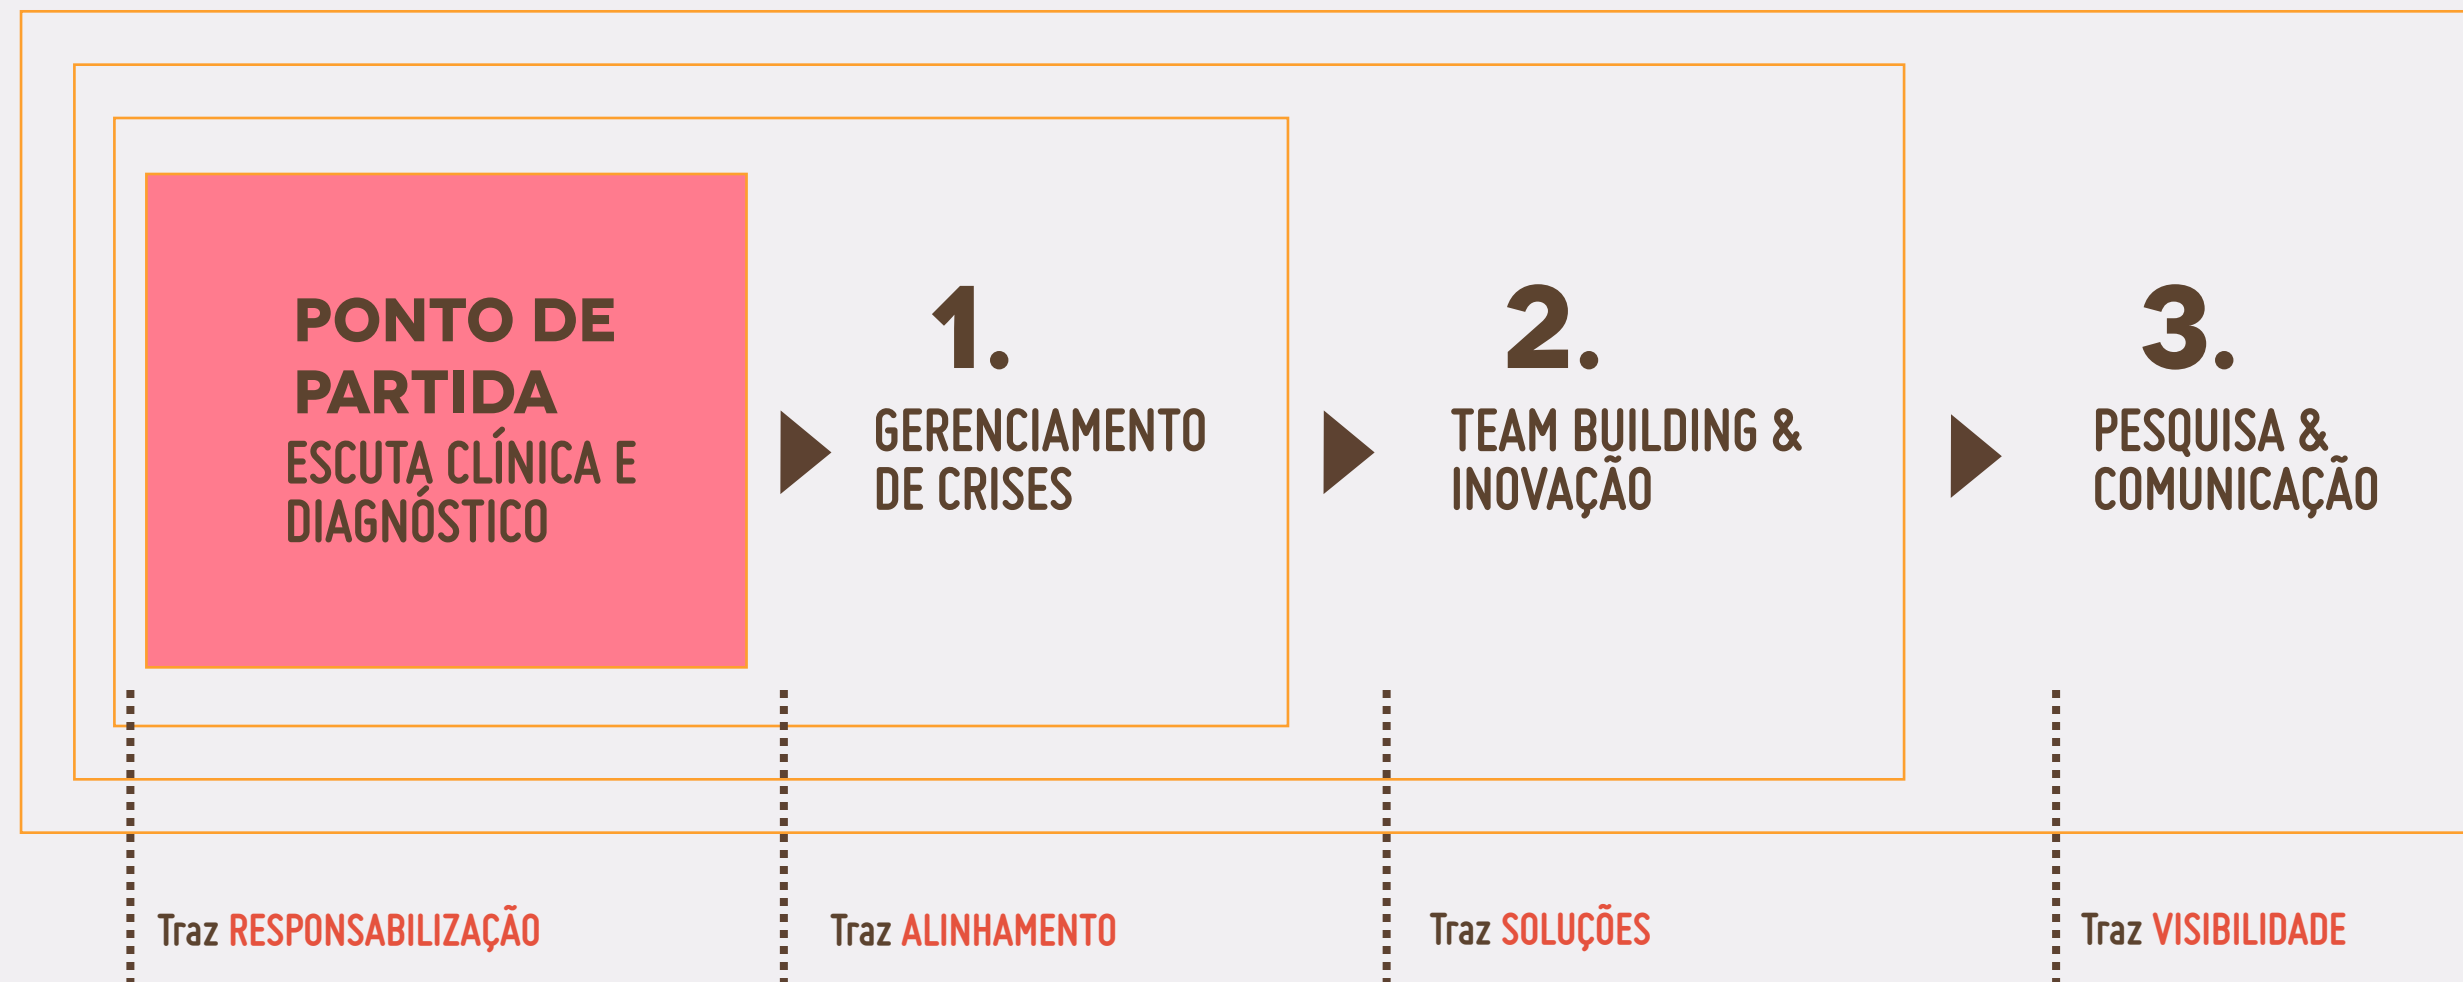 PONTO DE
PARTIDA
ESCUTA CLÍNICA E
DIAGNÓSTICO
1.
GERENCIAMENTO
DE CRISES
2.
TEAM BUILDING &
INOVAÇÃO
3.
PESQUISA &
COMUNICAÇÃO
Traz RESPONSABILIZAÇÃO
Traz ALINHAMENTO
Traz SOLUÇÕES
Traz VISIBILIDADE